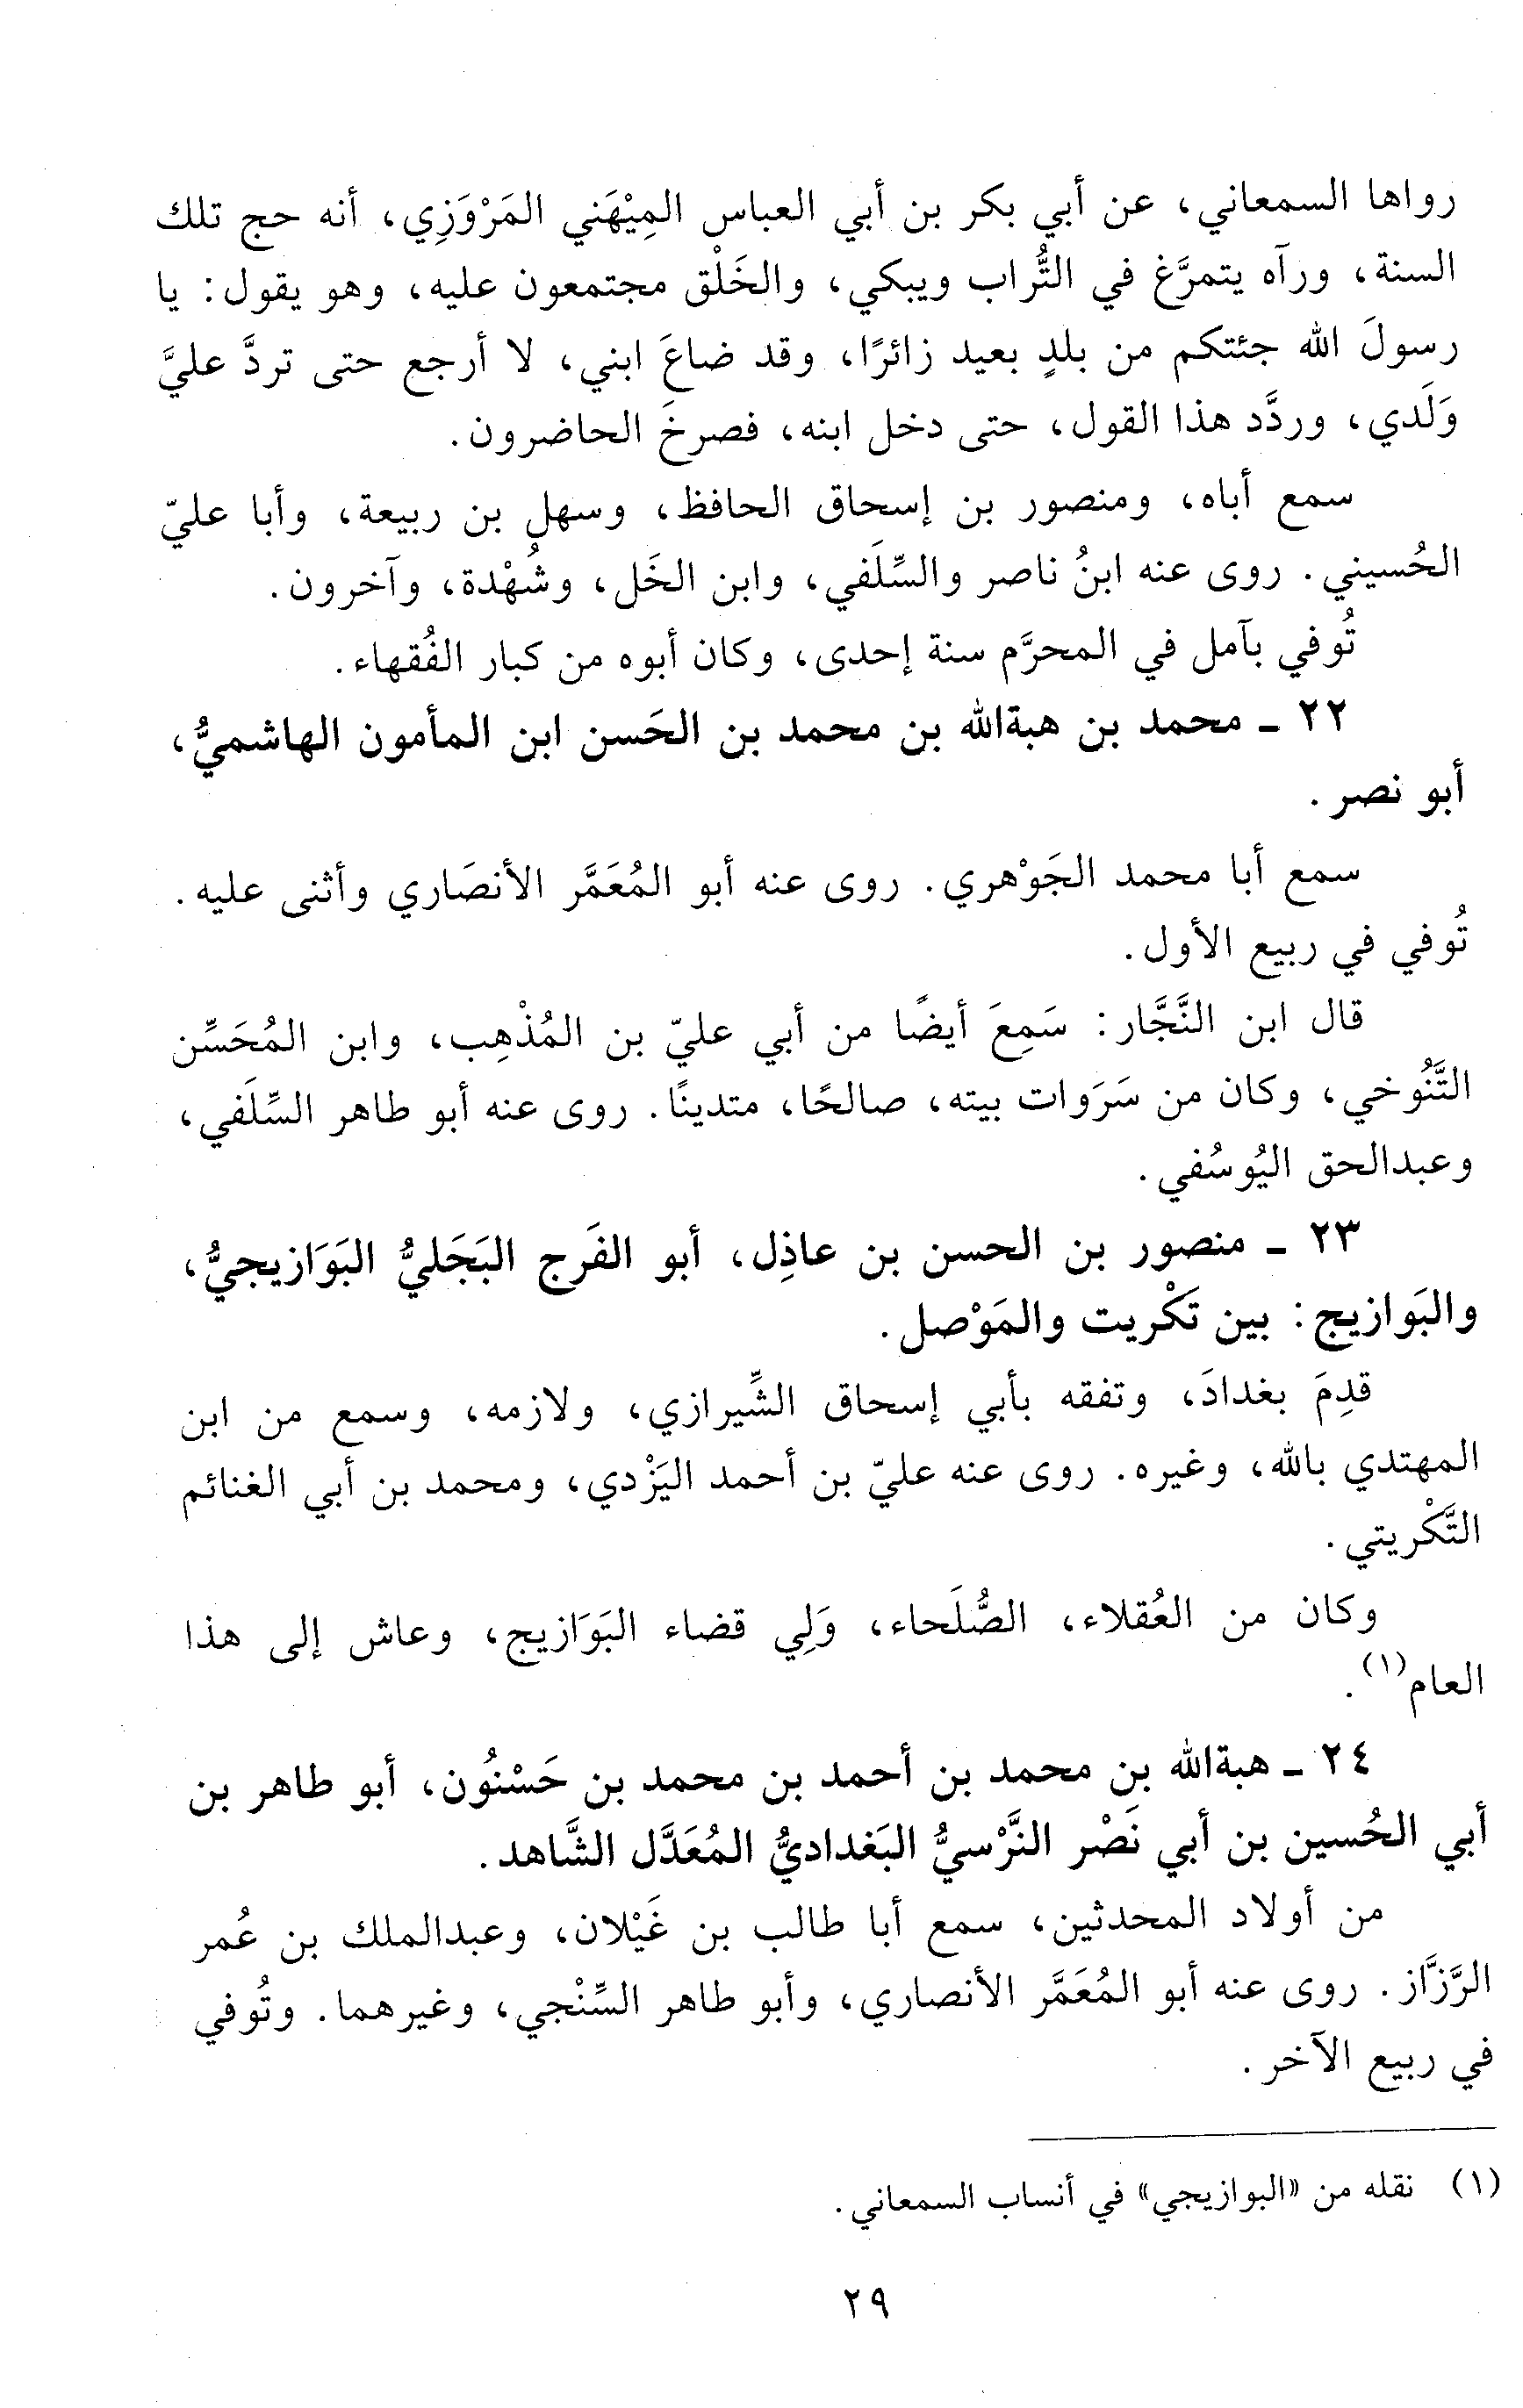 رواها السمعاني، عن أبي بكر بن أبي العباس المِيْهَني المَرْوَزِي، أنه حج تلك
السنة، ورآه يتمرَّغ في التُّراب ويبكي، والخَلْق مجتمعون عليه، وهو يقول: يا
رسولَ الله جئتكم من بلدٍ بعيد زائرًا، وقد ضاعَ ابني، لا أرجع حتى تردَّ عليَّ
وَلَدي، وردَّد هذا القول، حتى دخل ابنه، فصرخَ الحاضرون.
سمع أباه، ومنصور بن إسحاق الحافظ، وسهل بن ربيعة، وأبا عليّ
الحُسيني. روى عنه ابنُ ناصر والسِّلَفي، وابن الخَل، وشُهْدة، وآخرون.
تُوفي بآمل في المحرَّم سنة إحدى، وكان أبوه من كبار الفُقهاء.
٢٢ ـ محمد بن هبةالله بن محمد بن الحَسن ابن المأمون الهاشميُّ،
أبو نصر.
سمع أبا محمد الجَوْهري. روى عنه أبو المُعَمَّر الأنصَاري وأثنى عليه.
تُوفي في ربيع الأول.
قال ابن النَّجَّار: سَمِعَ أيضًا من أبي عليّ بن المُذْهِب، وابن المُحَسِّن
التَّنُوخي، وكان من سَرَوات بيته، صالحًا، متدينًا. روى عنه أبو طاهر السِّلَفي،
وعبدالحق اليُوسُفي.
٢٣ ـ منصور بن الحسن بن عاذِل، أبو الفَرج البَجَليُّ البَوَازيجيُّ،
والبَوازيج: بين تَكْريت والمَوْصل.
قدِمَ بغدادَ، وتفقه بأبي إسحاق الشِّيرازي، ولازمه، وسمع من ابن
المهتدي بالله، وغيره. روى عنه عليّ بن أحمد اليَزْدي، ومحمد بن أبي الغنائم
التَّكْريتي.
وكان من العُقلاء، الصُّلَحاء، وَلِي قضاء البَوَازيج، وعاش إلى هذا
العام(١).
٢٤ ـ هبةالله بن محمد بن أحمد بن محمد بن حَسْنُون، أبو طاهر بن
أبي الحُسين بن أبي نَصْر النَّرْسيُّ البَغداديُّ المُعَدَّل الشَّاهد.
من أولاد المحدثين، سمع أبا طالب بن غَيْلان، وعبدالملك بن عُمر
الرَّزَّاز. روى عنه أبو المُعَمَّر الأنصاري، وأبو طاهر السِّنْجي، وغيرهما. وتُوفي
في ربيع الآخر.
(١) نقله من «البوازيجي» في أنساب السمعاني.
٢٩